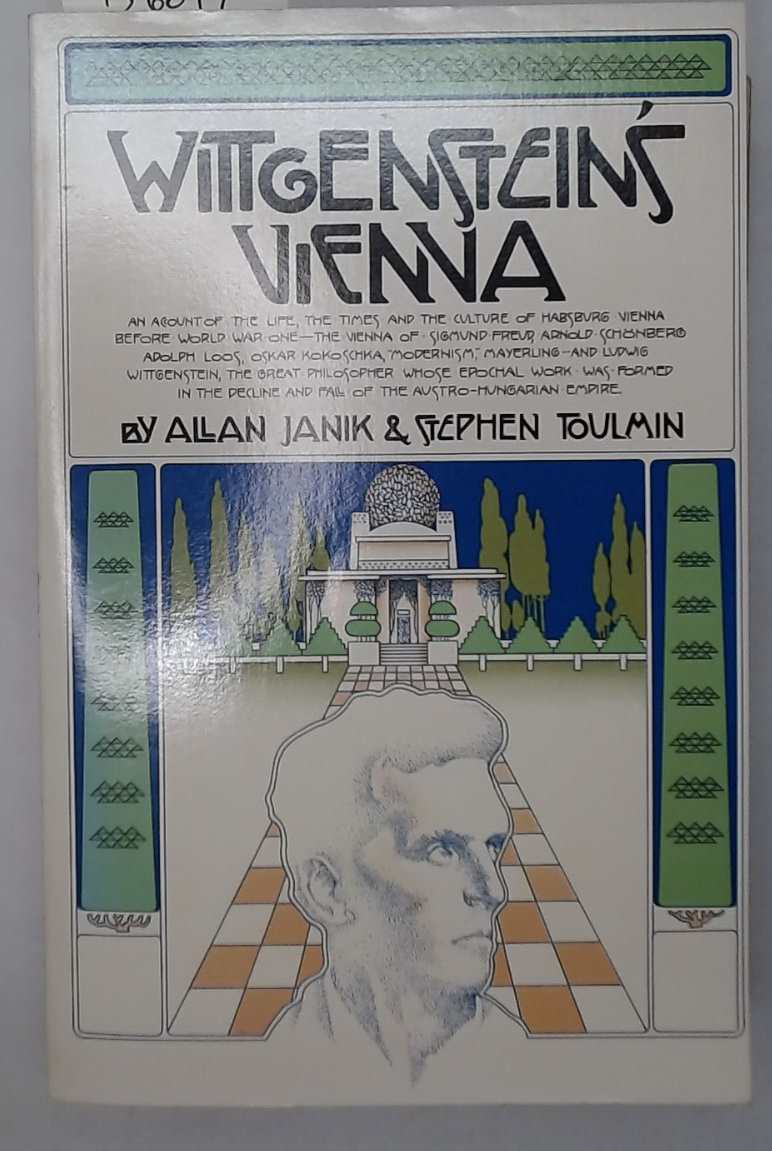 WITTGENSTEIN'S
VIENNA
AN ACOUNT OF THE LIFE, THE TIMES AND THE CULTURE OF HABSBURG VIENNA
BEFORE WORLD WAR ONE—THE VIENNA OF SIGMUND FREUD, ARNOLD SCHÖNBERG
ADOLPH LOOS, OSKAR KOKOSCHKA, "MODERNISM," MAYERLING—AND LUDWIG
WITTGENSTEIN, THE GREAT PHILOSOPHER WHOSE EPOCHAL WORK WAS FORMED
IN THE DECLINE AND FALL OF THE AUSTRO-HUNGARIAN EMPIRE.
BY ALLAN JANIK & STEPHEN TOULMIN